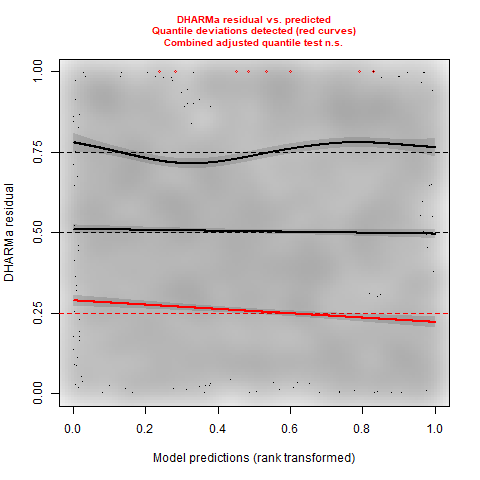 DHARMa residual vs. predicted
Quantile deviations detected (red curves)
Combined adjusted quantile test n.s.
1.00
0.75
0.50
0.25
0.00
DHARMa residual
0.0 0.2 0.4 0.6 0.8 1.0
Model predictions (rank transformed)